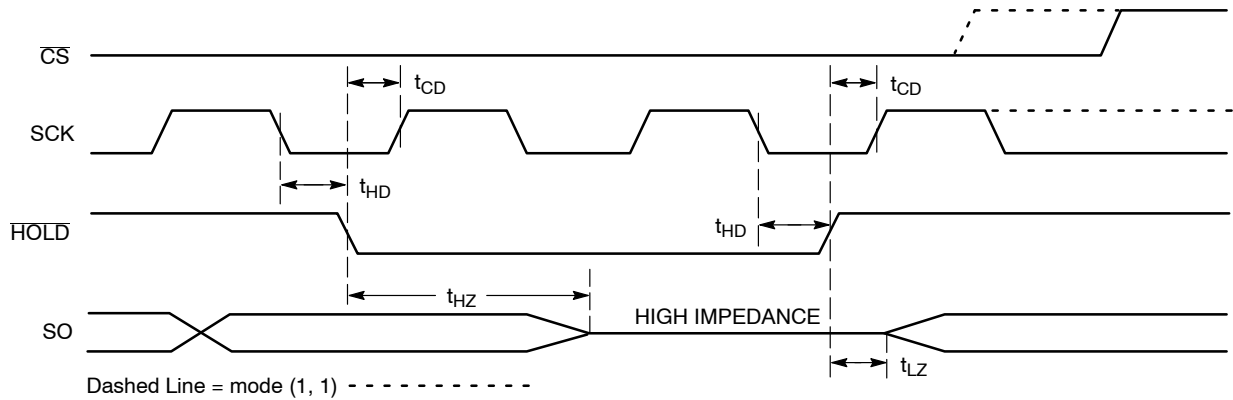 CS
tCD
tCD
SCK
tHD
HOLD
tHD
tHZ
HIGH IMPEDANCE
SO
tLZ
Dashed Line = mode (1, 1)